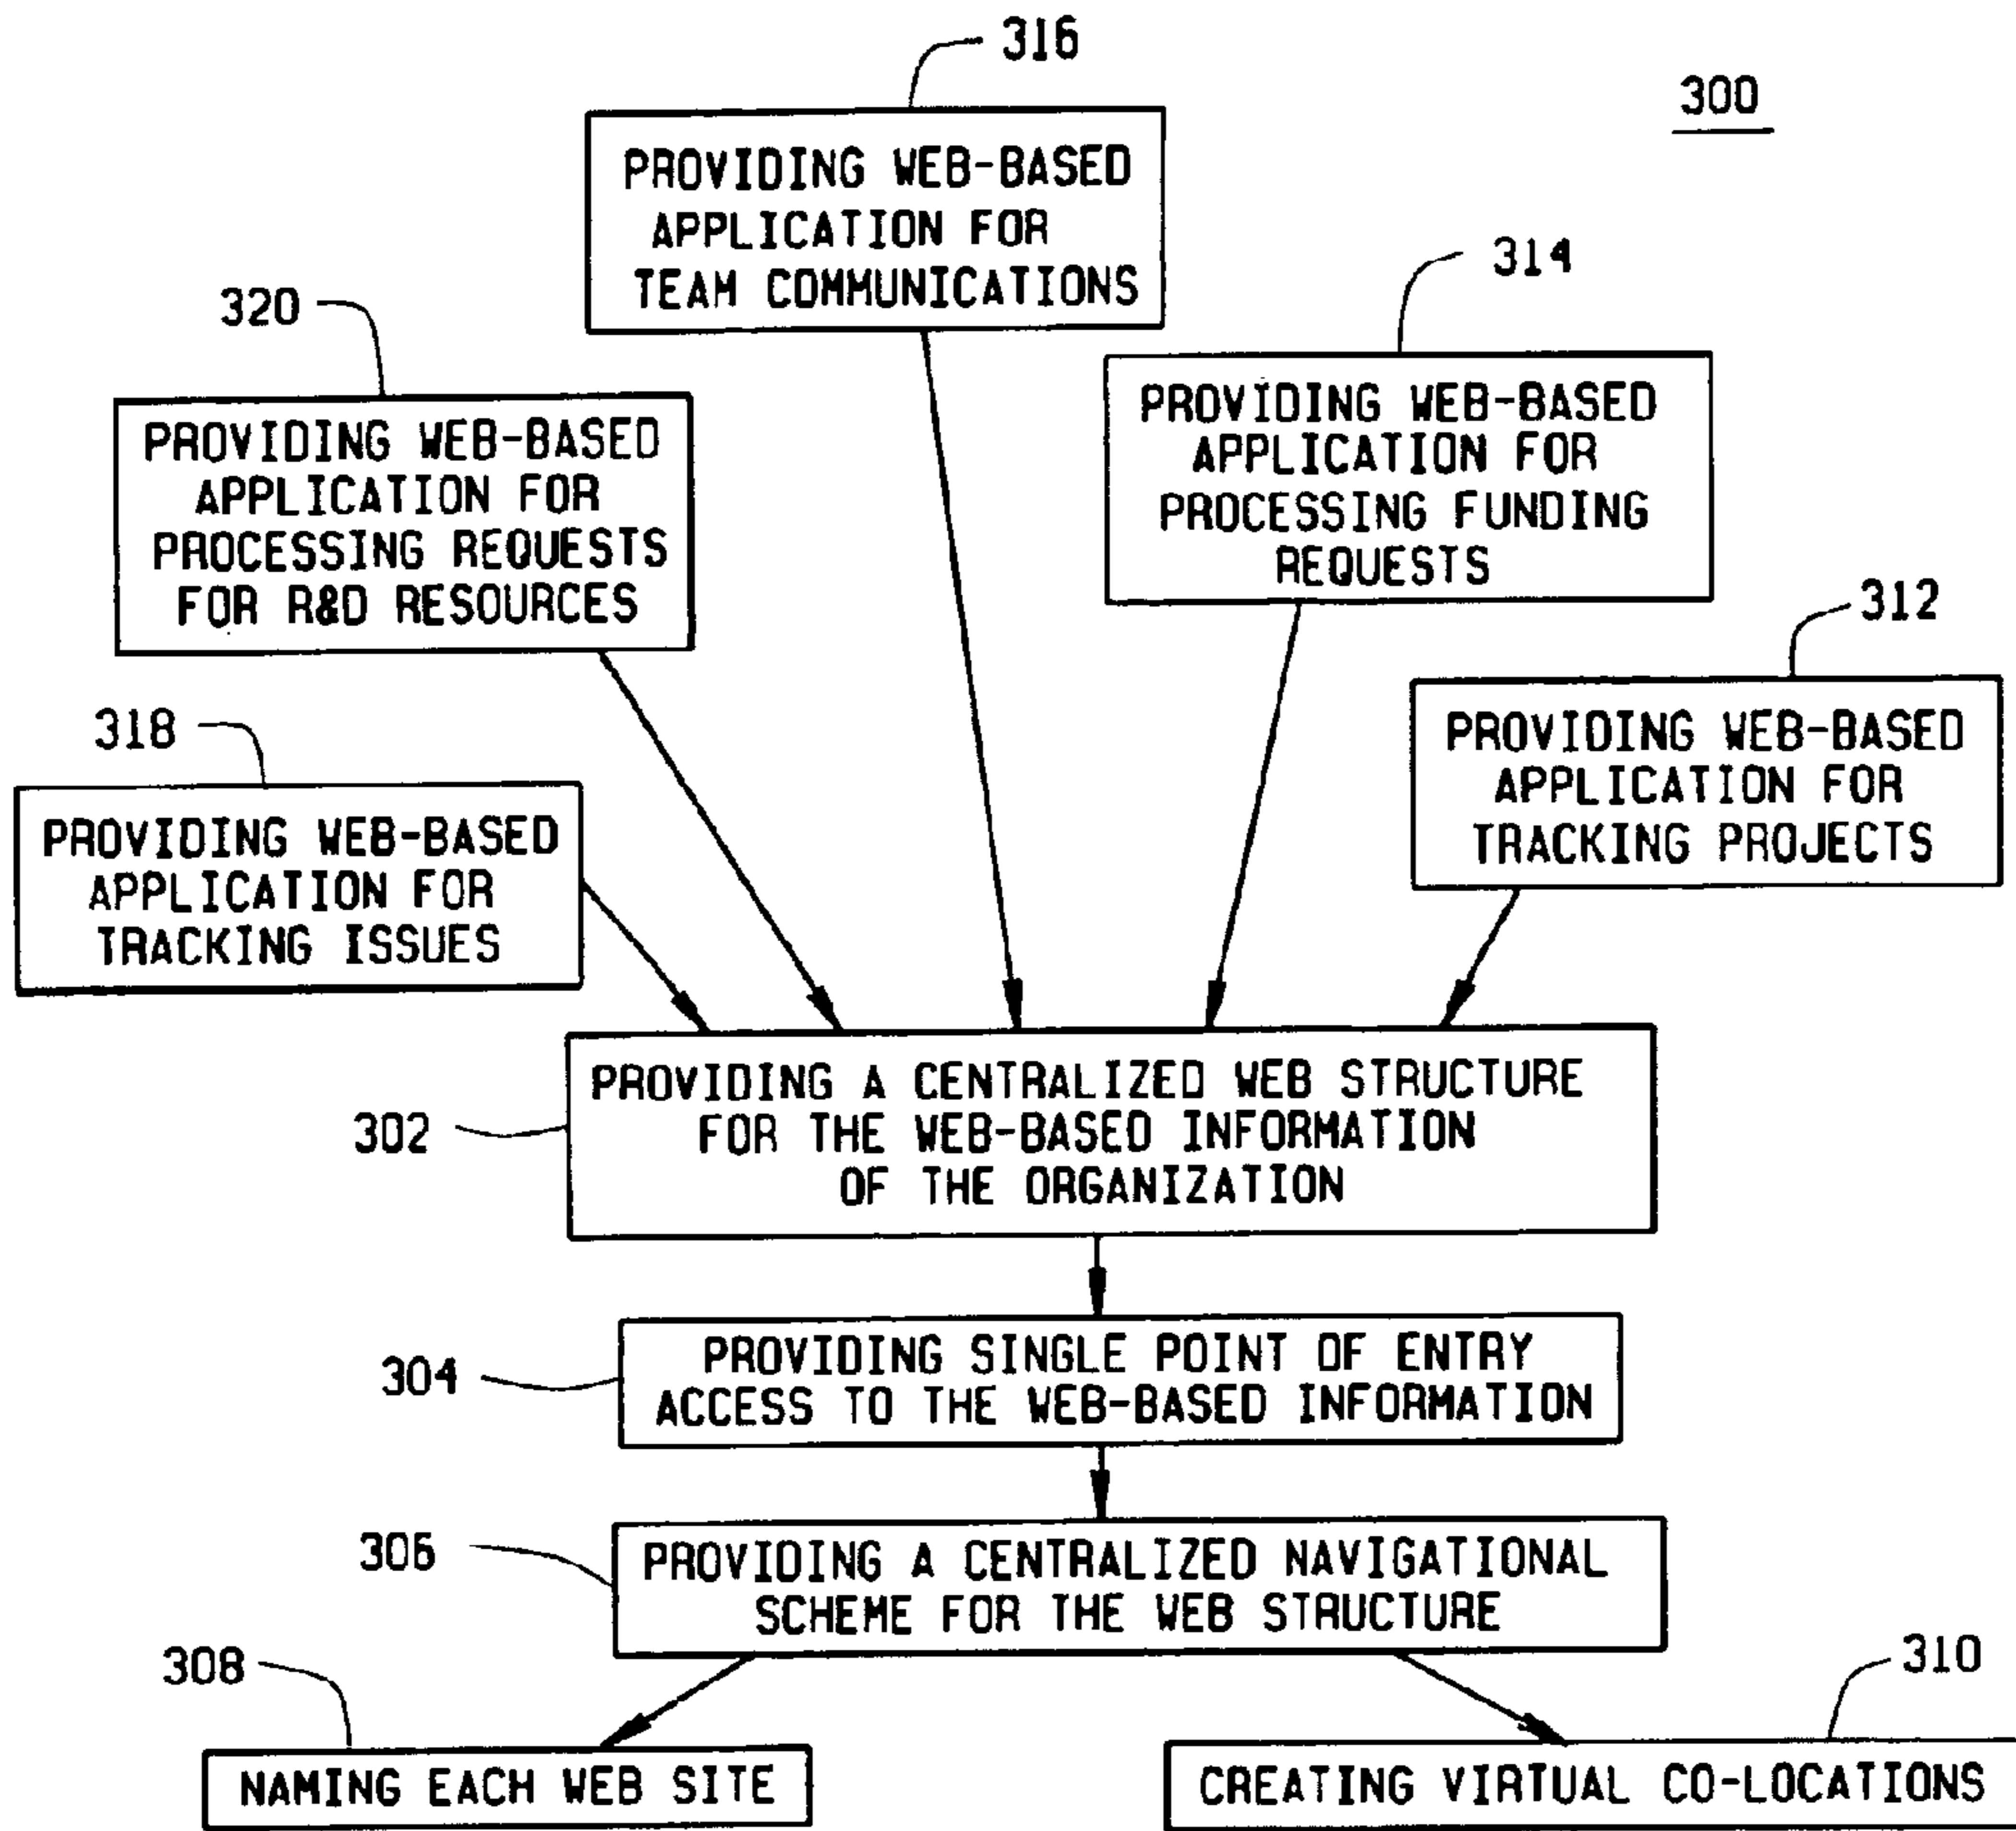 316
300
PROVIDING WEB-BASED
APPLICATION FOR
TEAM COMMUNICATIONS
314
320
PROVIDING WEB-BASED
APPLICATION FOR
PROCESSING FUNDING
REQUESTS
PROVIDING WEB-BASED
APPLICATION FOR
PROCESSING REQUESTS
FOR R&D RESOURCES
312
PROVIDING WEB-BASED
APPLICATION FOR
TRACKING PROJECTS
318
PROVIDING WEB-BASED
APPLICATION FOR
TRACKING ISSUES
302
PROVIDING A CENTRALIZED WEB STRUCTURE
FOR THE WEB-BASED INFORMATION
OF THE ORGANIZATION
304
PROVIDING SINGLE POINT OF ENTRY
ACCESS TO THE WEB-BASED INFORMATION
306
PROVIDING A CENTRALIZED NAVIGATIONAL
SCHEME FOR THE WEB STRUCTURE
308
310
NAMING EACH WEB SITE
CREATING VIRTUAL CO-LOCATIONS